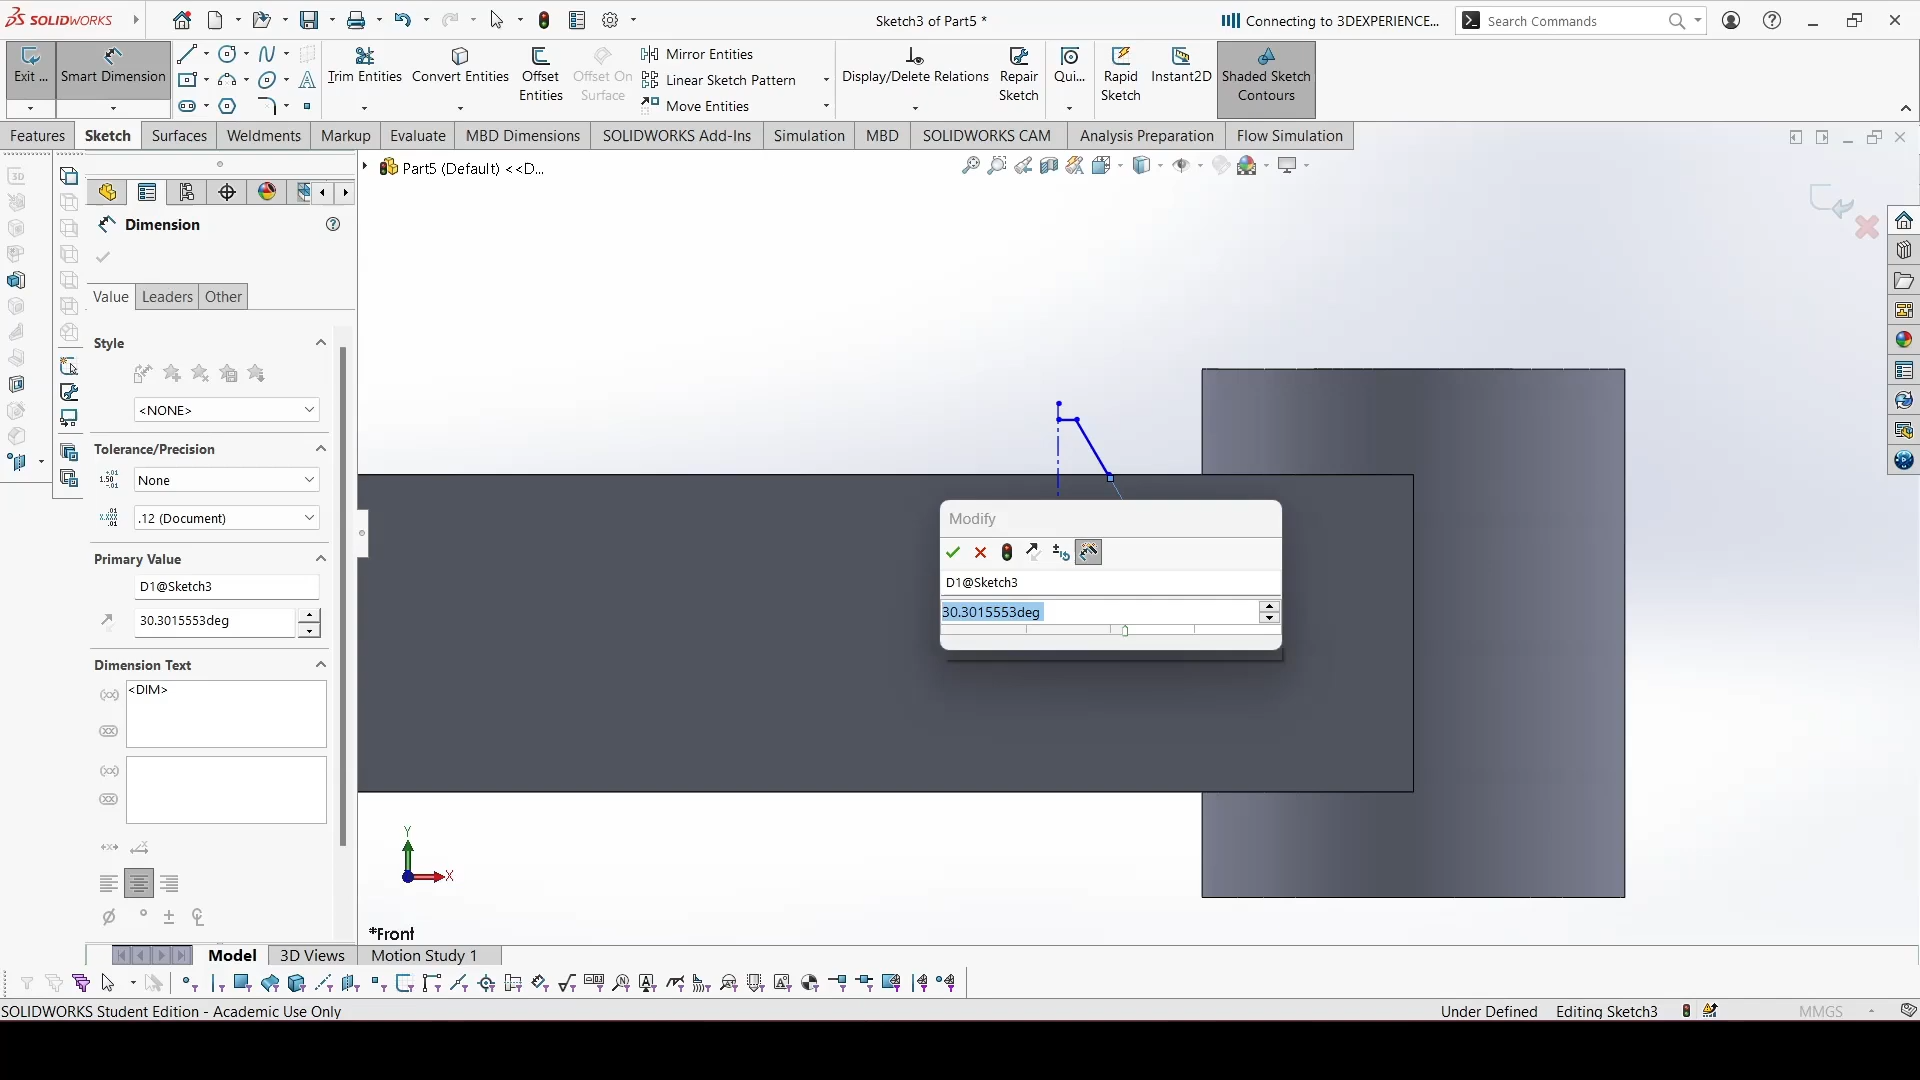 SOLIDWORKS
Sketch3 of Part5 *
Connecting to 3DEXPERIENCE...
Search Commands
Exit ...
Smart Dimension
Trim Entities
Convert Entities
Offset Entities
Offset On Surface
Mirror Entities
Linear Sketch Pattern
Move Entities
Display/Delete Relations
Repair Sketch
Qui...
Rapid Sketch
Instant2D
Shaded Sketch Contours
Features
Sketch
Surfaces
Weldments
Markup
Evaluate
MBD Dimensions
SOLIDWORKS Add-Ins
Simulation
MBD
SOLIDWORKS CAM
Analysis Preparation
Flow Simulation
Part5 (Default) <<D...
Dimension
Value
Leaders
Other
Style
<NONE>
Tolerance/Precision
None
.12 (Document)
Primary Value
D1@Sketch3
30.3015553deg
Dimension Text
<DIM>
Modify
D1@Sketch3
30.3015553deg
Y
X
*Front
Model
3D Views
Motion Study 1
SOLIDWORKS Student Edition - Academic Use Only
Under Defined
Editing Sketch3
MMGS